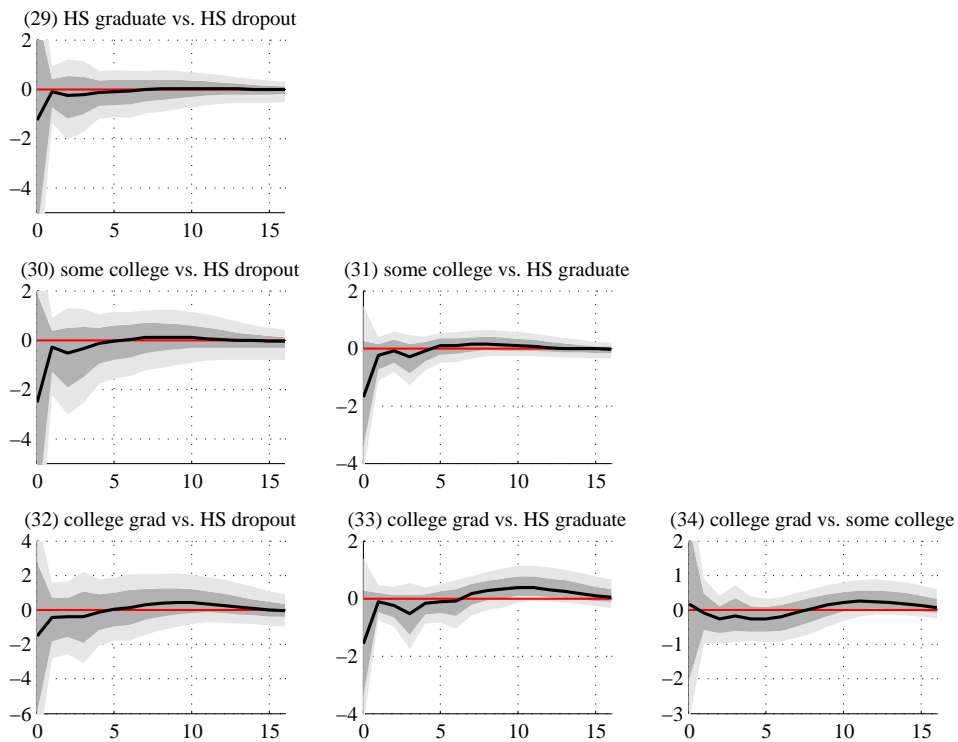 (29) HS graduate vs. HS dropout
2
0
−2
−4
0 5 10 15
(30) some college vs. HS dropout
2
0
−2
−4
0 5 10 15
(31) some college vs. HS graduate
2
0
−2
−4
0 5 10 15
(32) college grad vs. HS dropout
4
2
0
−2
−4
−6
0 5 10 15
(33) college grad vs. HS graduate
2
0
−2
−4
0 5 10 15
(34) college grad vs. some college
2
1
0
−1
−2
−3
0 5 10 15